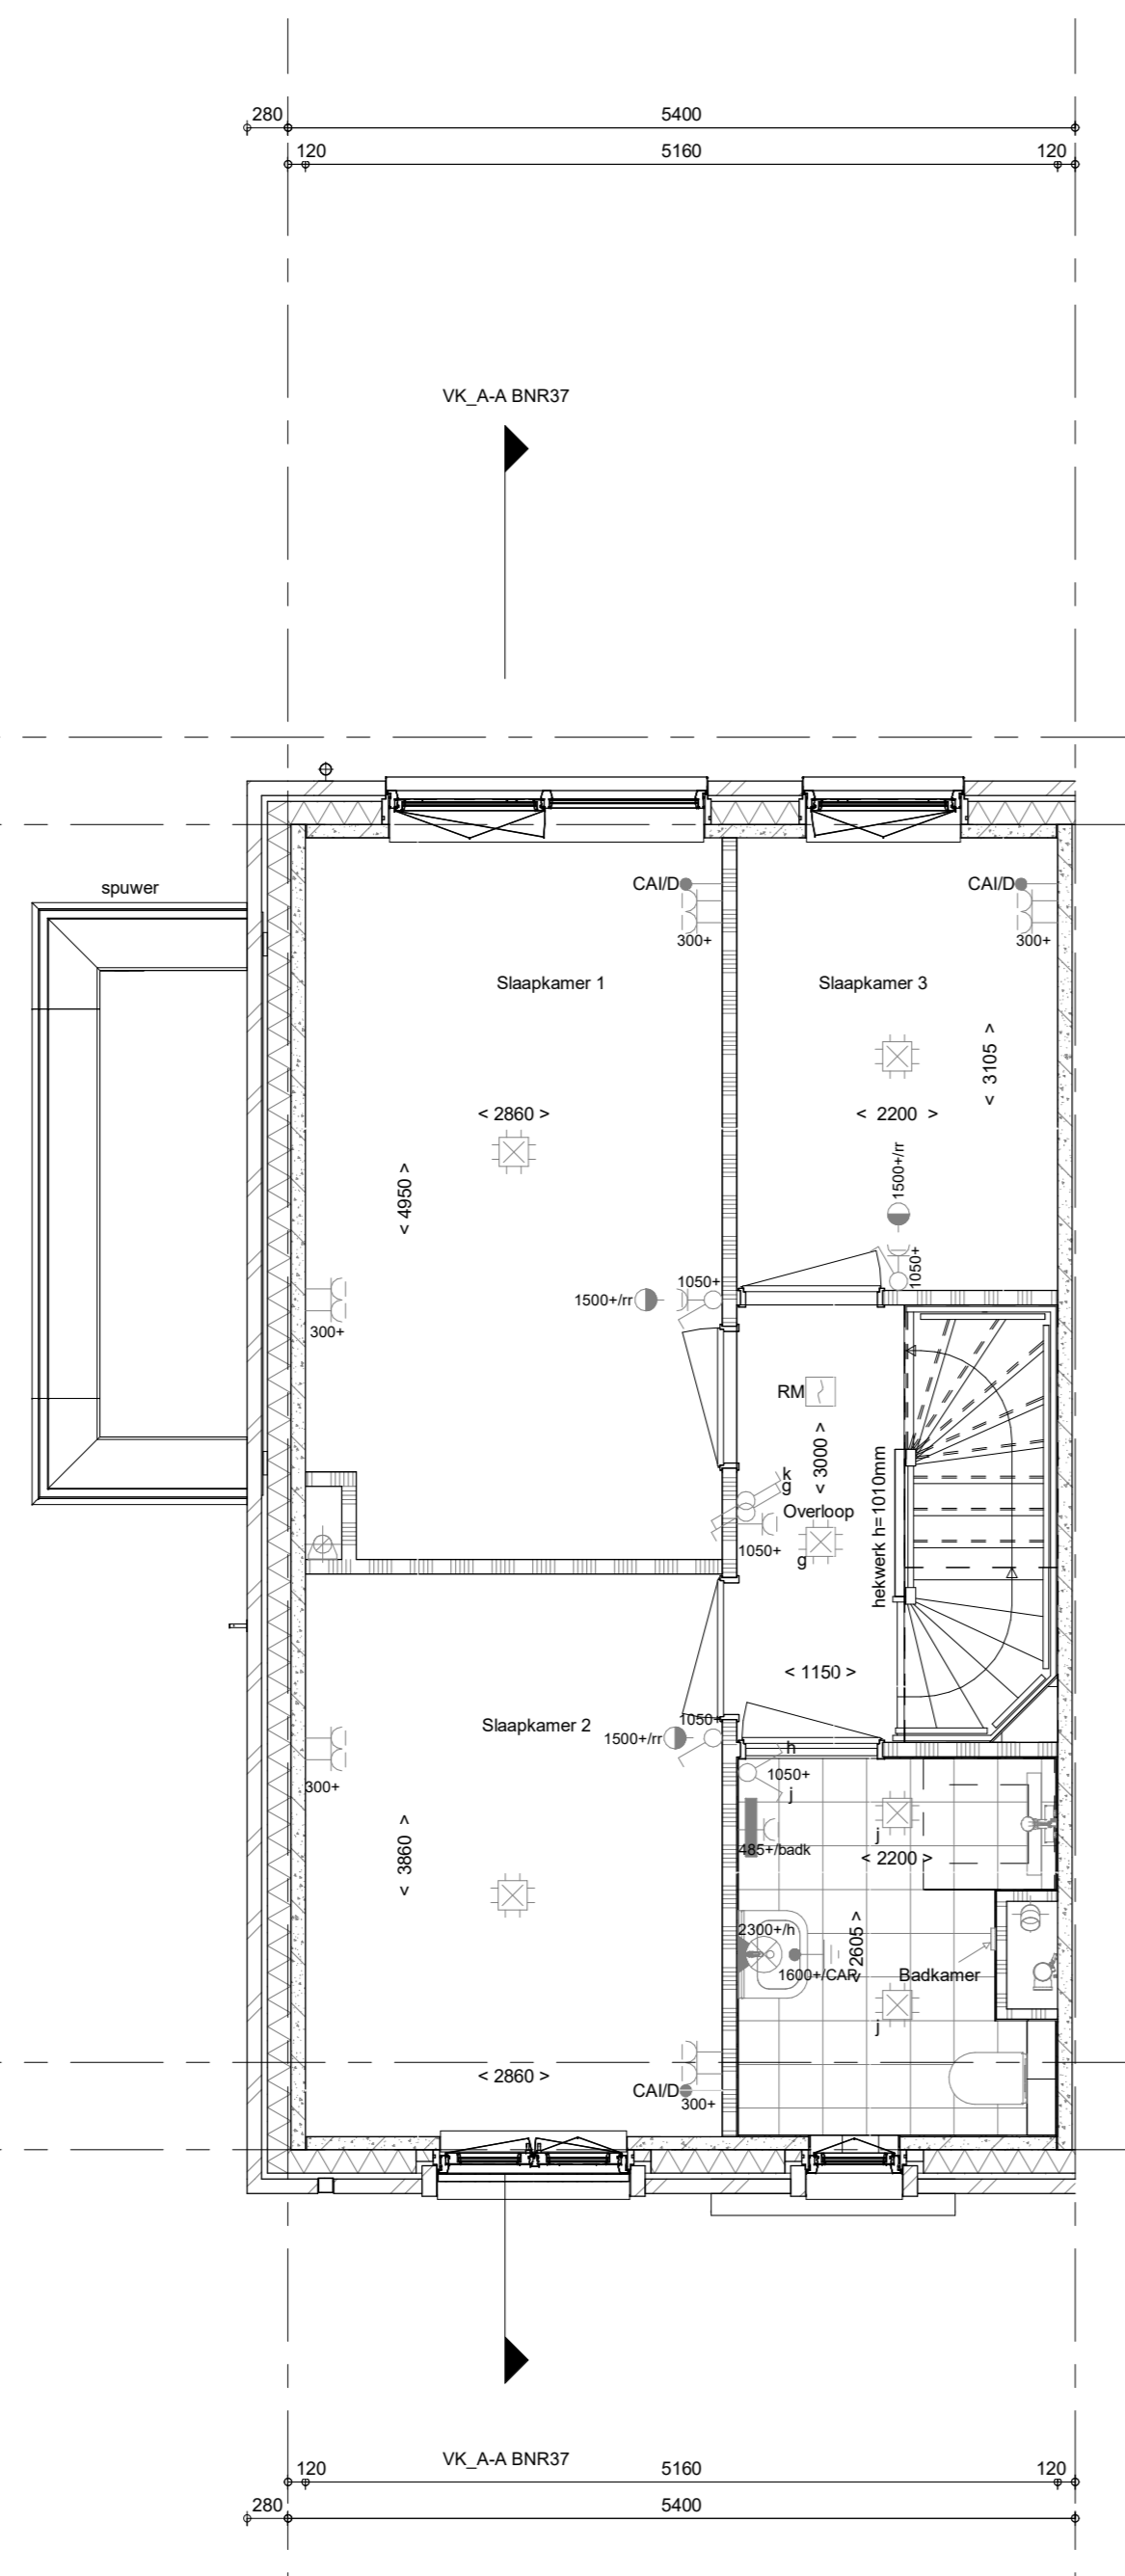 280
5400
120
5160
120
VK_A-A BNR37
spuwer
CAI/D
300+
CAI/D
300+
Slaapkamer 1
Slaapkamer 3
< 3105 >
< 2860 >
< 2200 >
1500+/rr
< 4950 >
1050+
1050+
1500+/rr
300+
RM
< 3000 >
k
g
Overloop
1050+
g
hekwerk h=1010mm
< 1150 >
Slaapkamer 2
1050+
1500+/rr
h
1050+
j
300+
j
485+/badk
< 2200 >
< 3860 >
2300+/h
< 2605 >
1600+/CAP
Badkamer
j
< 2860 >
CAI/D
300+
VK_A-A BNR37
120
5160
120
280
5400